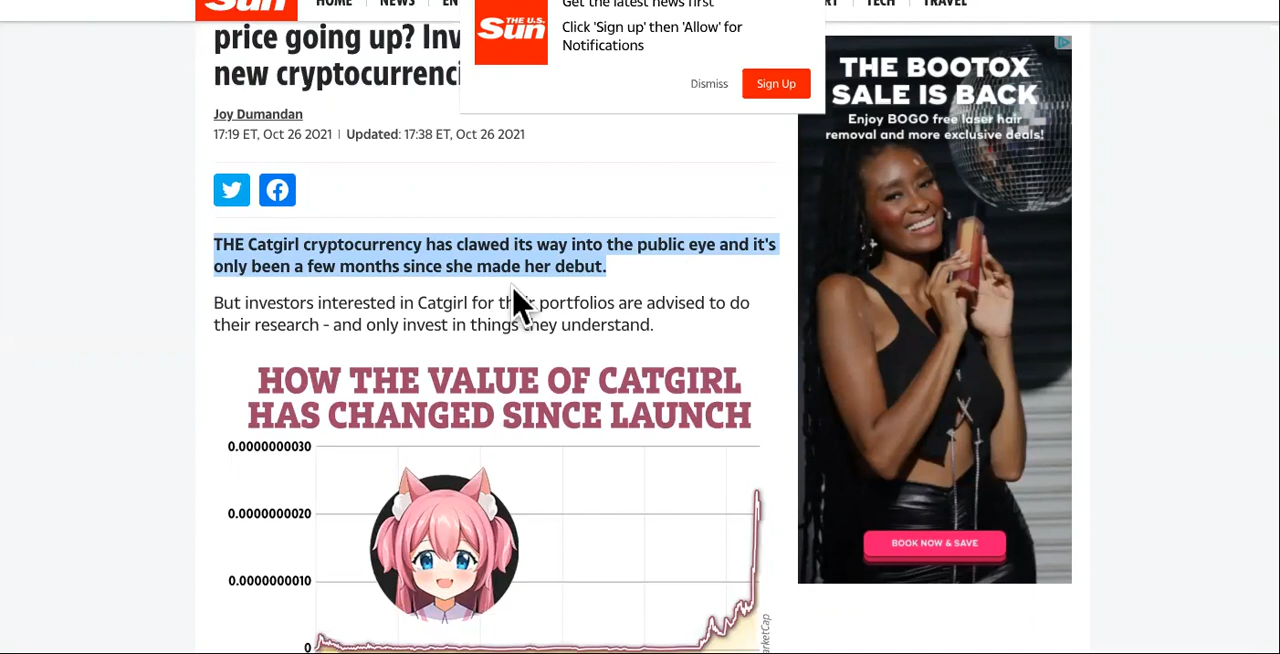 Sun
HOME
NEWS
EN
RT
TECH
TRAVEL
Get the latest news first
THE U.S.
Sun
Click 'Sign up' then 'Allow' for
Notifications
Dismiss
Sign Up
price going up? Inv
new cryptocurrenci
Joy Dumandan
17:19 ET, Oct 26 2021 | Updated: 17:38 ET, Oct 26 2021
THE Catgirl cryptocurrency has clawed its way into the public eye and it's
only been a few months since she made her debut.
But investors interested in Catgirl for their portfolios are advised to do
their research - and only invest in things they understand.
HOW THE VALUE OF CATGIRL
HAS CHANGED SINCE LAUNCH
0.0000000030
0.0000000020
0.0000000010
0
arketCap
THE BOOTOX
SALE IS BACK
Enjoy BOGO free laser hair
removal and more exclusive deals!
BOOK NOW & SAVE